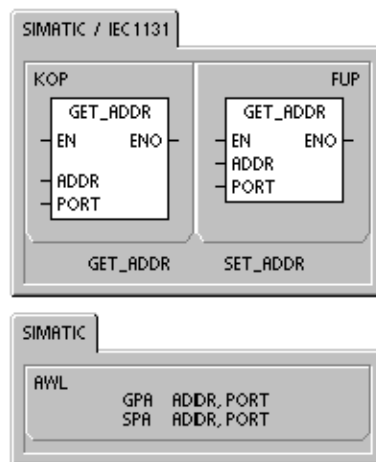 SIMATIC / IEC1131
KOP FUP
GET_ADDR GET_ADDR
EN ENO EN ENO
ADDR
ADDR PORT
PORT
GET_ADDR SET_ADDR
SIMATIC
AWL
GPA ADDR, PORT
SPA ADDR, PORT